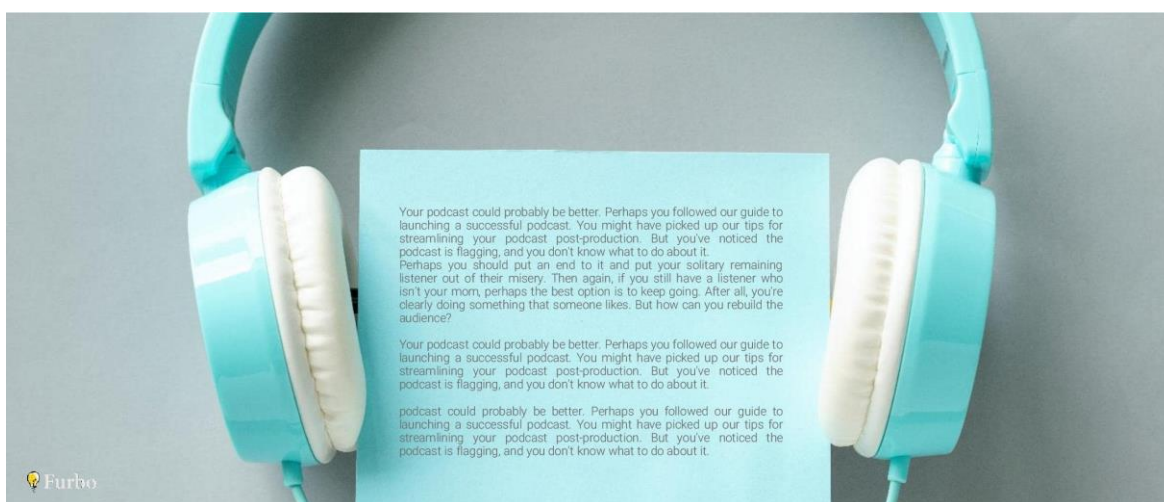 Your podcast could probably be better. Perhaps you followed our guide to
launching a successful podcast. You might have picked up our tips for
streamlining your podcast post-production. But you've noticed the
podcast is flagging, and you don't know what to do about it.
Perhaps you should put an end to it and put your solitary remaining
listener out of their misery. Then again, if you still have a listener who
isn't your mom, perhaps the best option is to keep going. After all, you're
clearly doing something that someone likes. But how can you rebuild the
audience?
Your podcast could probably be better. Perhaps you followed our guide to
launching a successful podcast. You might have picked up our tips for
streamlining your podcast post-production. But you've noticed the
podcast is flagging, and you don't know what to do about it.
podcast could probably be better. Perhaps you followed our guide to
launching a successful podcast. You might have picked up our tips for
streamlining your podcast post-production. But you've noticed the
podcast is flagging, and you don't know what to do about it.
Furbo